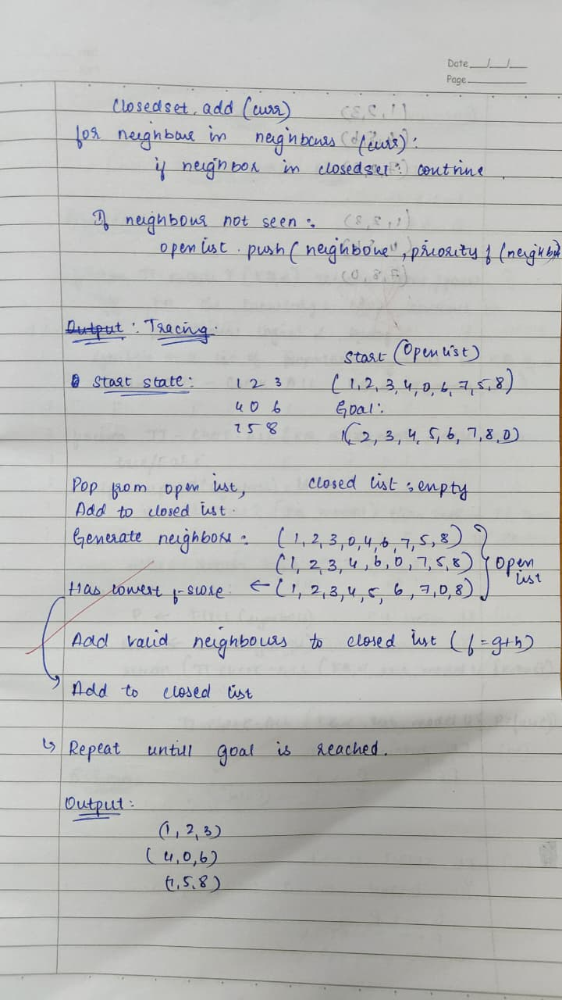 Date __/__/__
Page
Closedset.add (curr)
for neighbour in neighbours (curr):
if neighbor in closedset: continue
If neighbour not seen:
openlist.push (neighbour, priority f (neighb
Output: Tracing:
Start (Open list)
Start state: 1 2 3 (1,2,3,4,0,6,7,5,8)
4 0 6 Goal:
7 5 8 (1,2,3,4,5,6,7,8,0)
Pop from open list, closed list: empty
Add to closed list.
Generate neighbors: (1,2,3,0,4,6,7,5,8)
(1,2,3,4,6,0,7,5,8) Open list
Has lowest f-score: ← (1,2,3,4,5,6,7,0,8)
Add valid neighbours to closed list (f=g+h)
Add to closed list
↳ Repeat untill goal is reached.
Output:
(1,2,3)
(4,0,6)
(7,5,8)